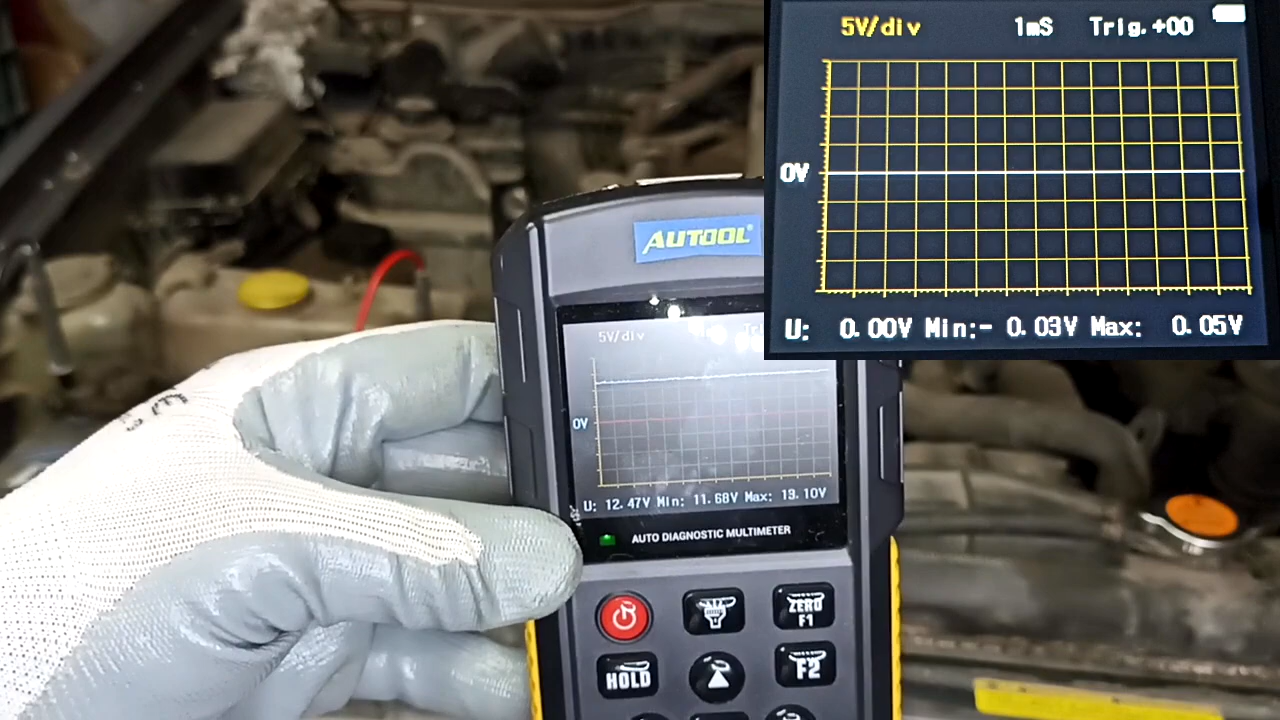 5V/div 1mS Trig.+00
0V
U: 0.00V Min:- 0.03V Max: 0.05V
AUTOOL®
5V/div
0V
U: 12.47V Min: 11.68V Max: 13.10V
AUTO DIAGNOSTIC MULTIMETER
ZERO
F1
HOLD
F2